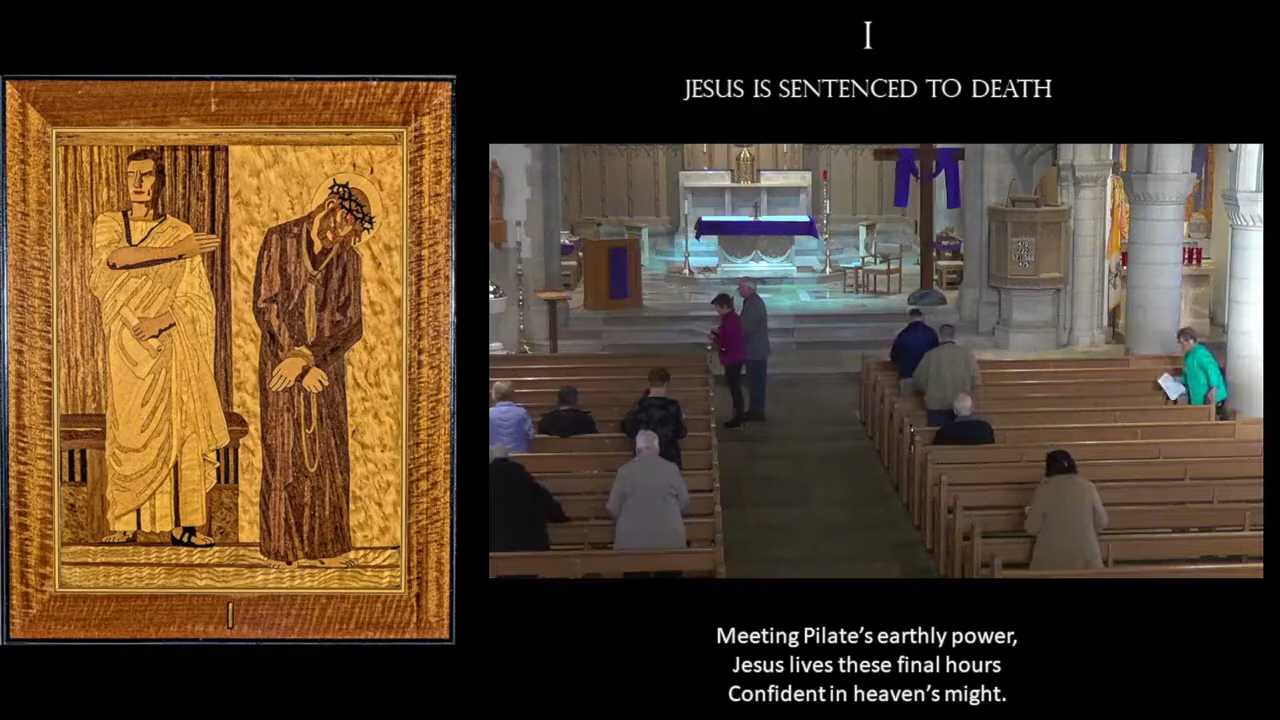 I
JESUS IS SENTENCED TO DEATH
I
Meeting Pilate's earthly power,
Jesus lives these final hours
Confident in heaven's might.